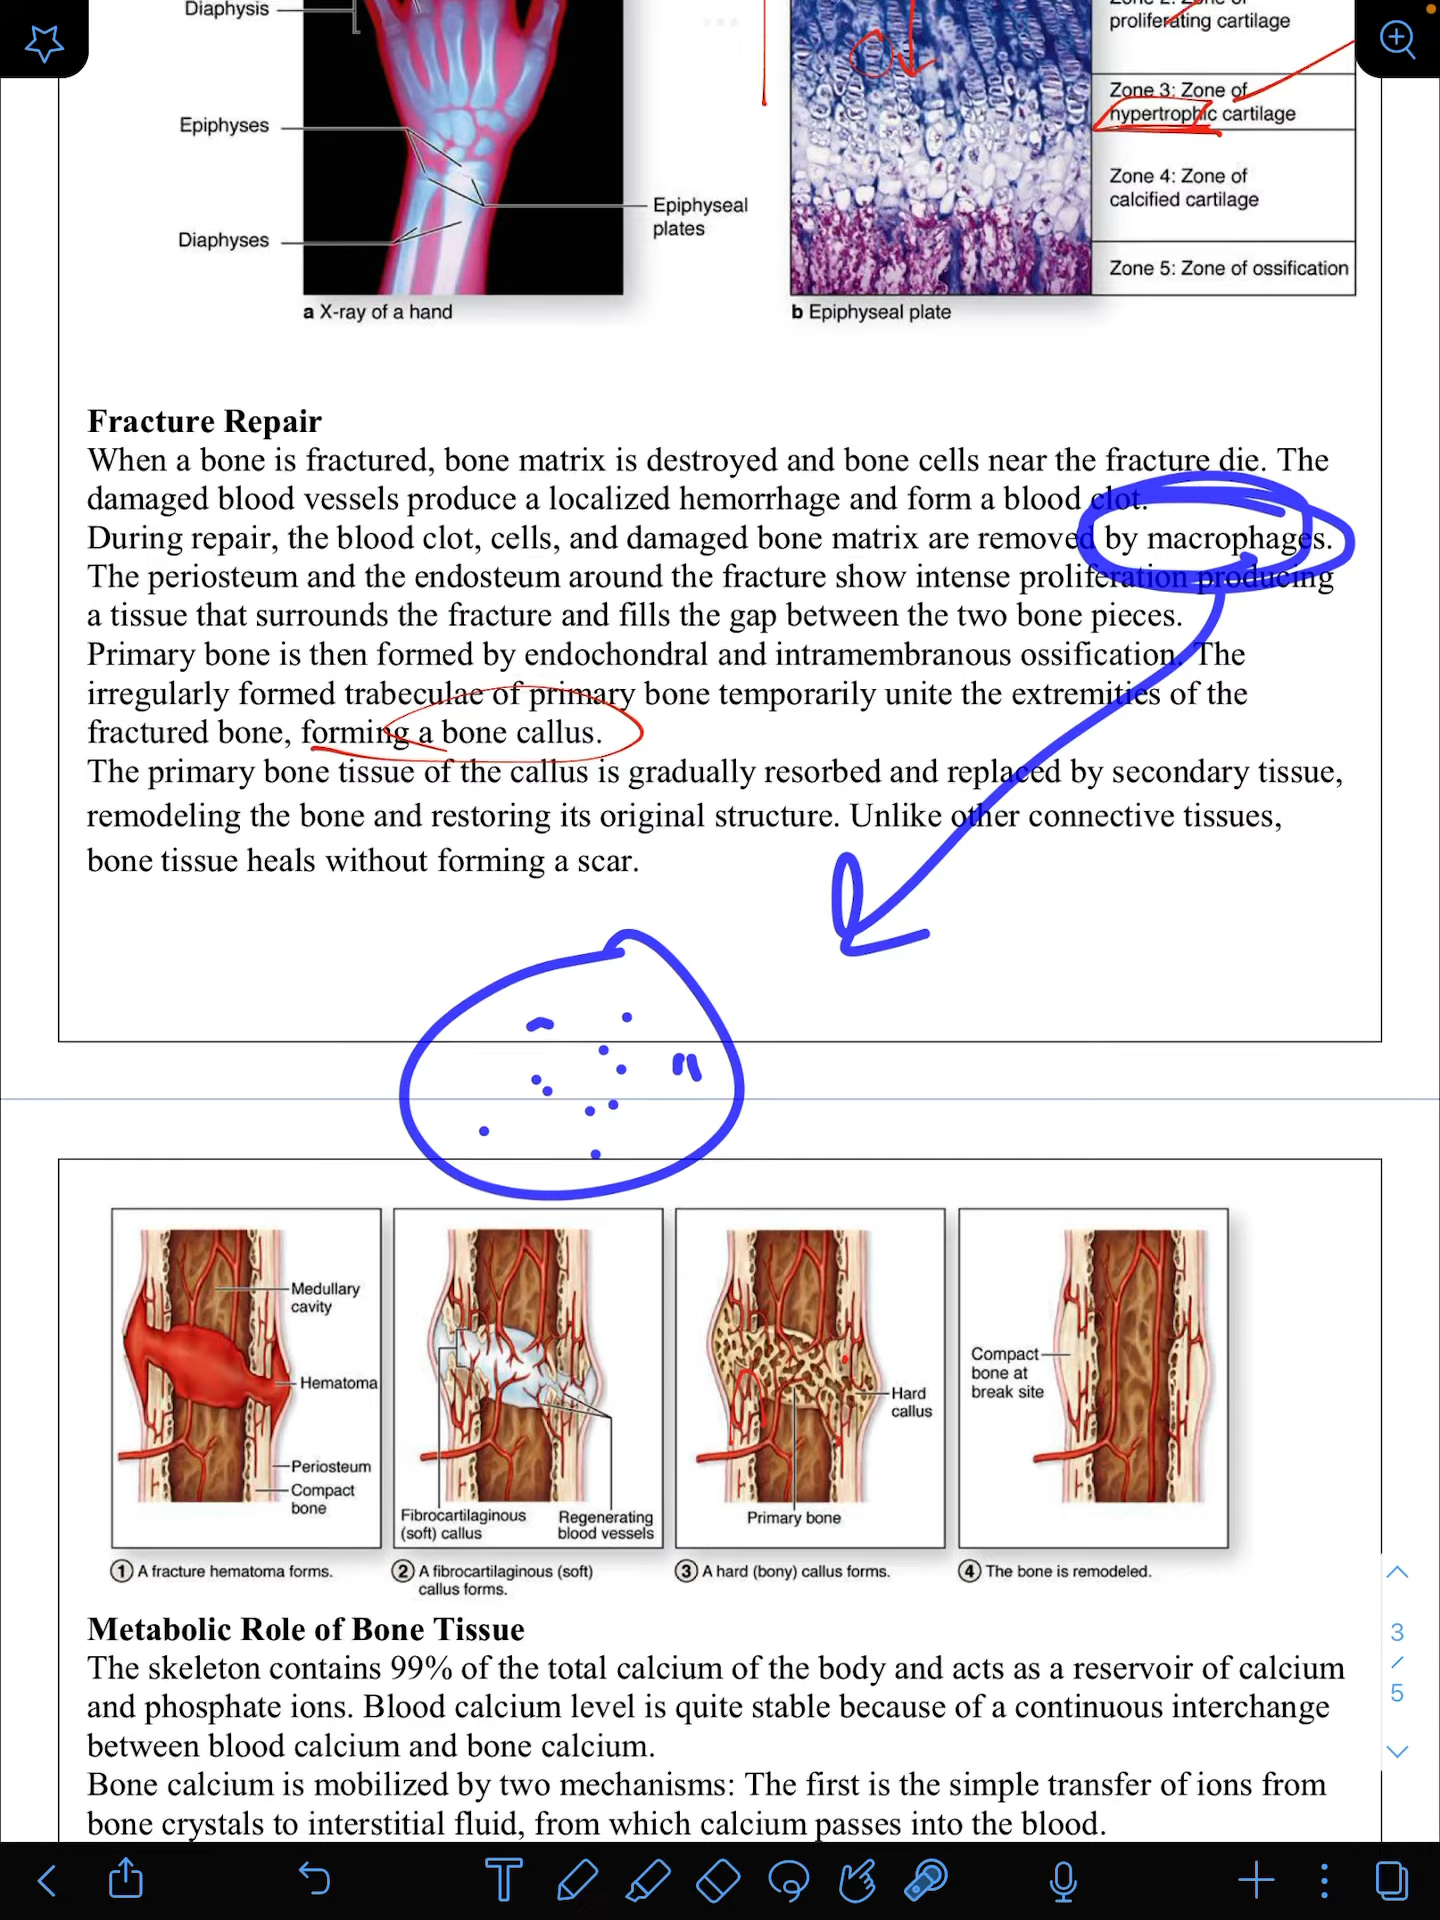 Diaphysis
Epiphyses
Diaphyses
Epiphyseal
plates
a X-ray of a hand
proliferating cartilage
Zone 3: Zone of
hypertrophic cartilage
Zone 4: Zone of
calcified cartilage
Zone 5: Zone of ossification
b Epiphyseal plate
Fracture Repair
When a bone is fractured, bone matrix is destroyed and bone cells near the fracture die. The
damaged blood vessels produce a localized hemorrhage and form a blood clot.
During repair, the blood clot, cells, and damaged bone matrix are removed by macrophages.
The periosteum and the endosteum around the fracture show intense proliferation producing
a tissue that surrounds the fracture and fills the gap between the two bone pieces.
Primary bone is then formed by endochondral and intramembranous ossification. The
irregularly formed trabeculae of primary bone temporarily unite the extremities of the
fractured bone, forming a bone callus.
The primary bone tissue of the callus is gradually resorbed and replaced by secondary tissue,
remodeling the bone and restoring its original structure. Unlike other connective tissues,
bone tissue heals without forming a scar.
Medullary
cavity
Hematoma
Periosteum
Compact
bone
1 A fracture hematoma forms.
Fibrocartilaginous
(soft) callus
Regenerating
blood vessels
2 A fibrocartilaginous (soft)
callus forms.
Hard
callus
Primary bone
3 A hard (bony) callus forms.
Compact
bone at
break site
4 The bone is remodeled.
Metabolic Role of Bone Tissue
The skeleton contains 99% of the total calcium of the body and acts as a reservoir of calcium
and phosphate ions. Blood calcium level is quite stable because of a continuous interchange
between blood calcium and bone calcium.
Bone calcium is mobilized by two mechanisms: The first is the simple transfer of ions from
bone crystals to interstitial fluid, from which calcium passes into the blood.
3
/
5